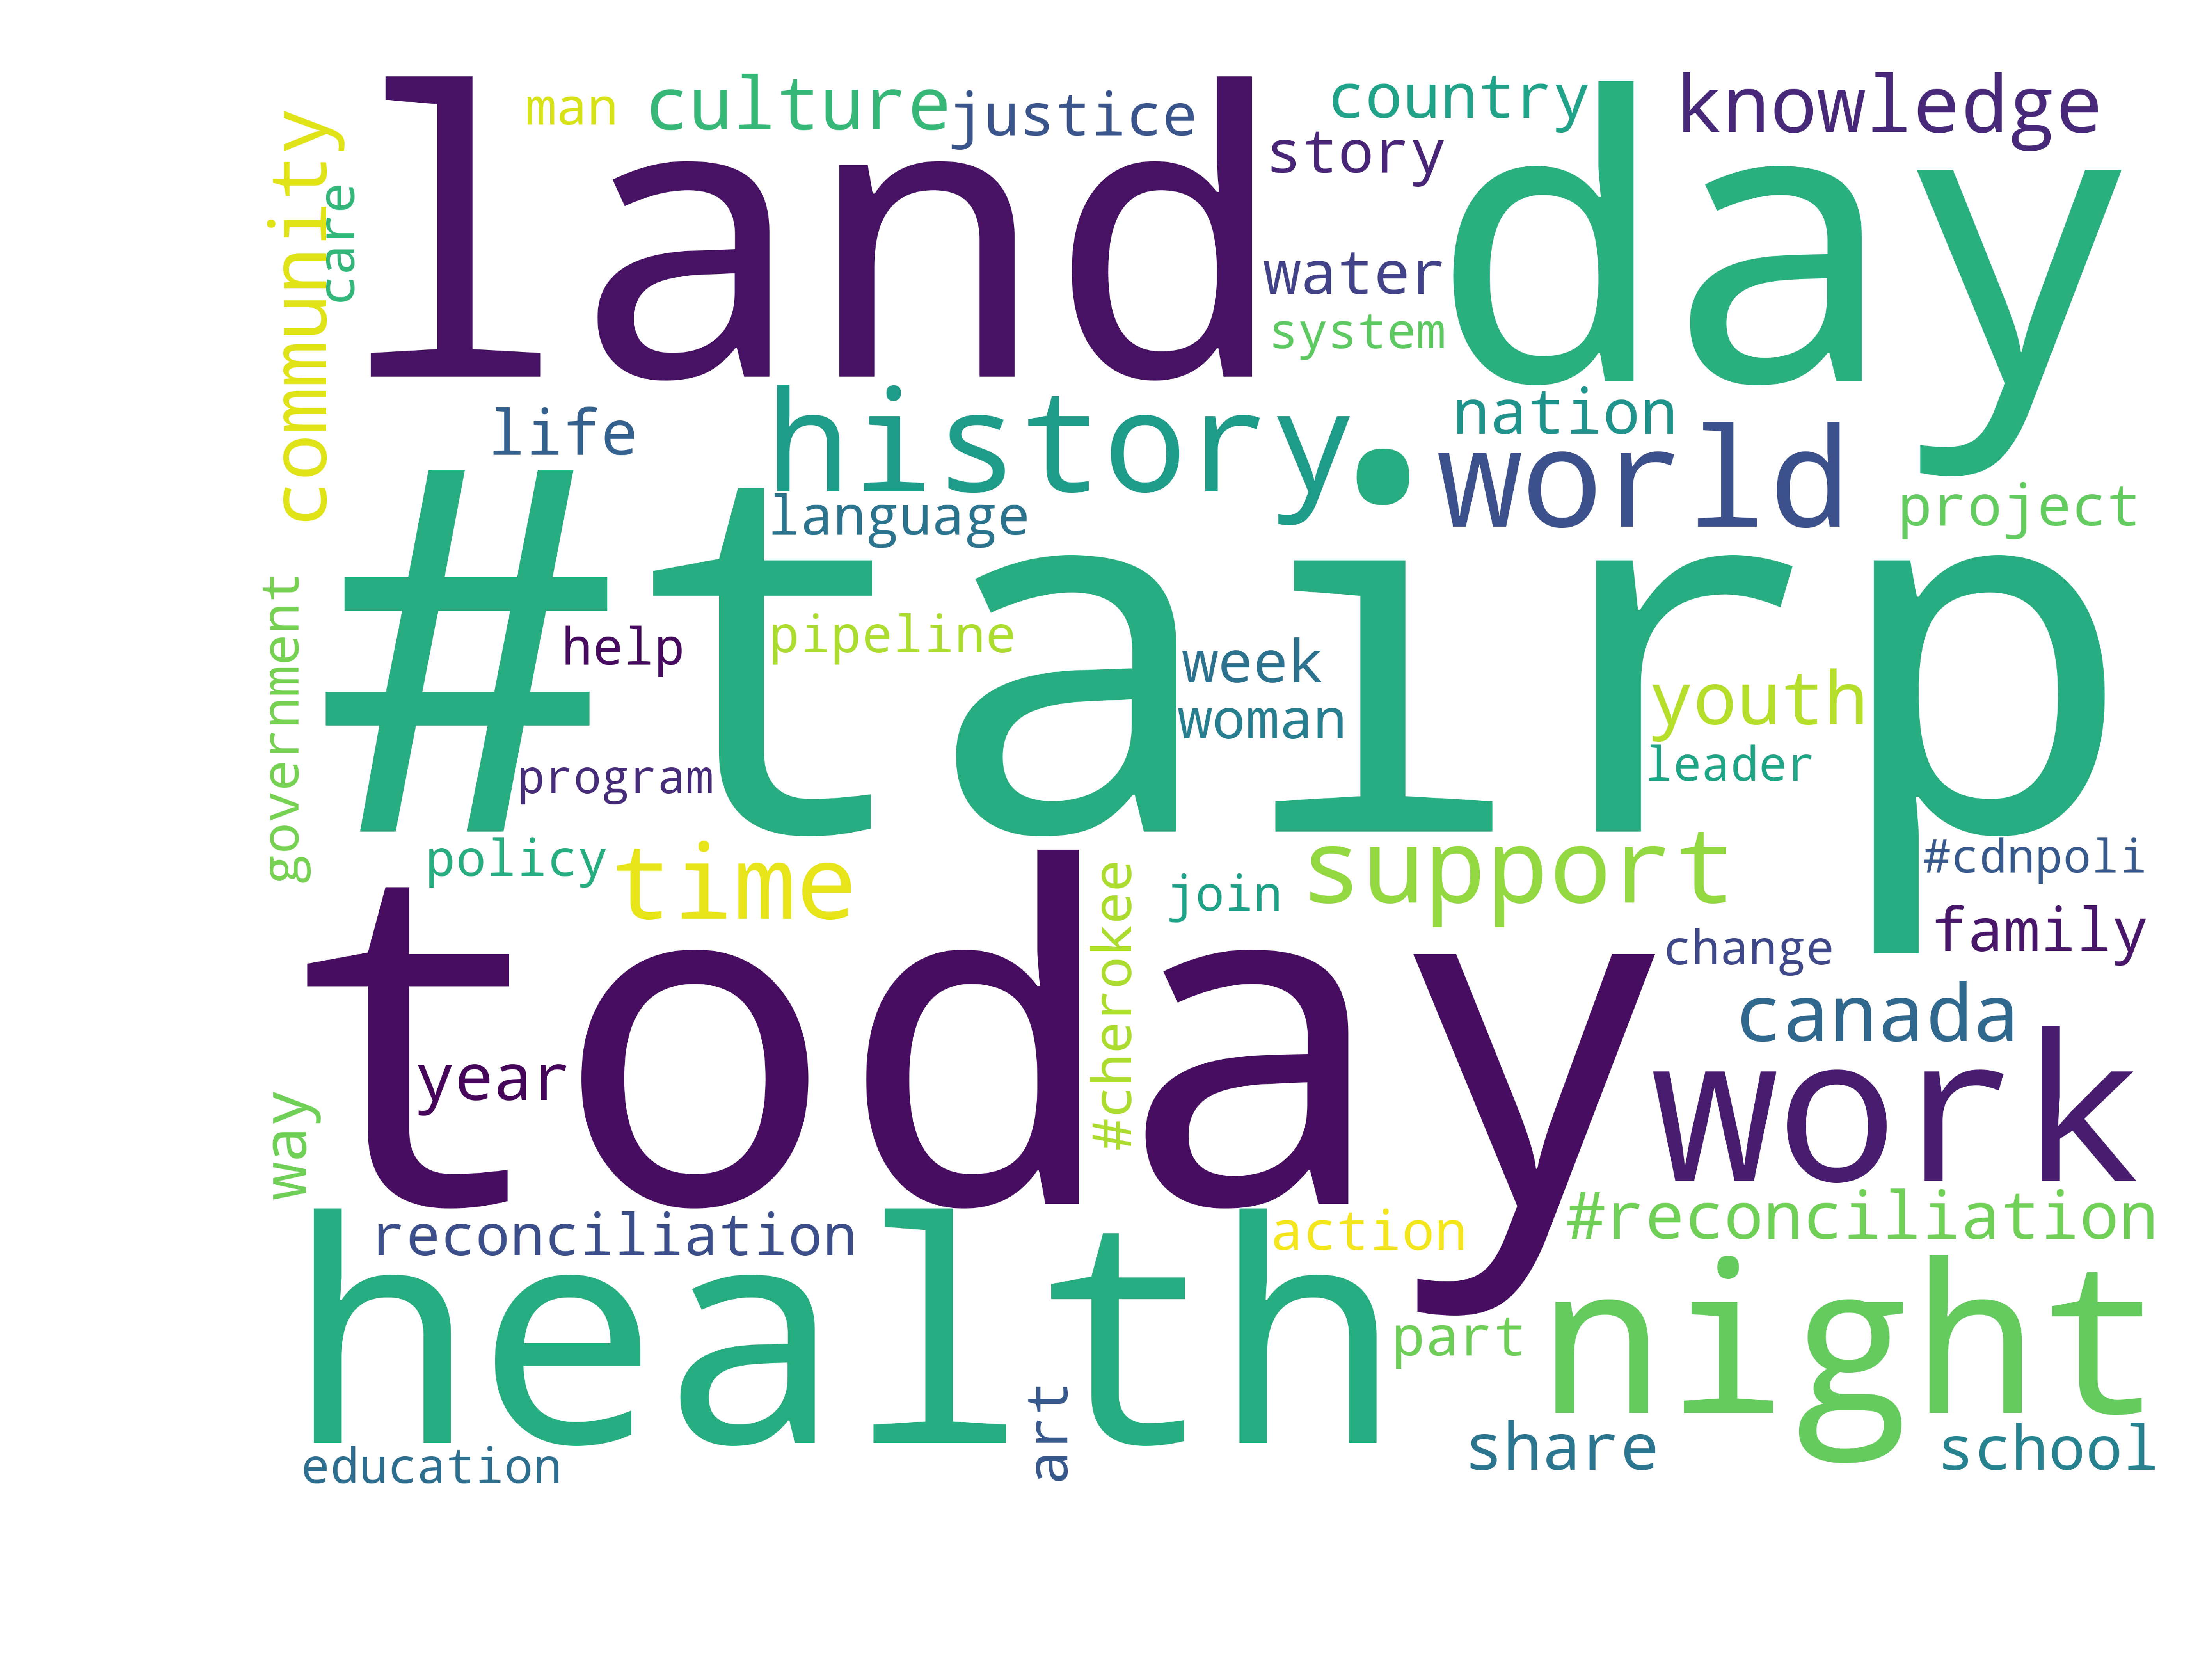 man
culture
justice
country
knowledge
story
community
care
land
day
water
system
life
history
nation
world
language
project
#tairp
government
help
pipeline
week
woman
youth
leader
program
policy
time
support
#cdnpoli
join
family
#cherokee
change
today
canada
year
work
way
reconciliation
action
#reconciliation
health
night
part
art
share
school
education